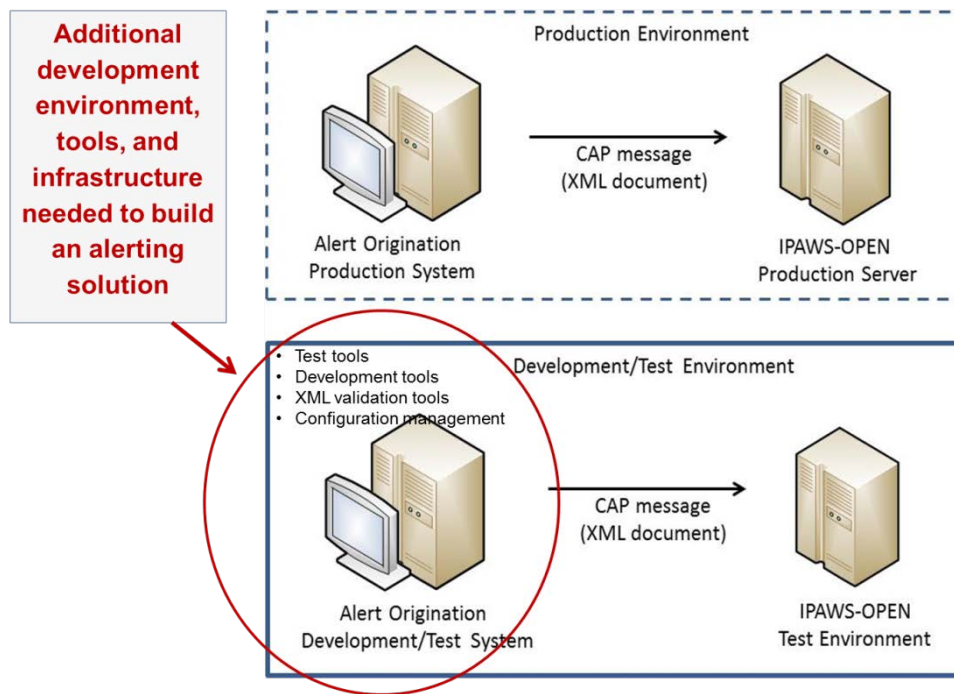 Additional
development
environment,
tools, and
infrastructure
needed to build
an alerting
solution
Production Environment
CAP message
(XML document)
Alert Origination
Production System
IPAWS-OPEN
Production Server
• Test tools
• Development tools
• XML validation tools
• Configuration management
Development/Test Environment
CAP message
(XML document)
Alert Origination
Development/Test System
IPAWS-OPEN
Test Environment